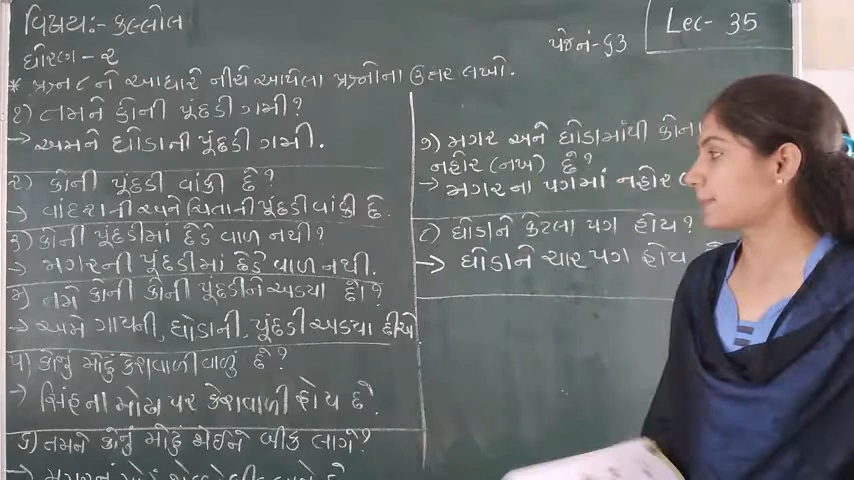 વિષય:- કલ્લોલ
Lec- 35
ધોરણ - ૨
પેજનં-૬૩
* પ્રશ્ન ૮ ને આધારે નીચે આપેલા પ્રશ્નોના ઉત્તર લખો.
૧) તમને કોની પૂંછડી ગમી?
→ અમને ઘોડાની પૂંછડી ગમી.
૨) કોની પૂંછડી વાંકી છે?
→ વાંદરાની અને ચિતાની પૂંછડી વાંકી છે.
૩) કોની પૂંછડીમાં છેડે વાળ નથી?
→ મગરની પૂંછડીમાં છેડે વાળ નથી.
૪) તમે કોની કોની પૂંછડીને અડયા છો?
→ અમે ગાયની, ઘોડાની, પૂંછડી અડયા છીએ
૫) કોનું મોઢું કેશવાળી વાળું છે?
→ સિંહના મોઢા પર કેશવાળી હોય છે.
૬) તમને કોનું મોઢું જોઈને બીક લાગે?
૭) મગર અને ઘોડામાંથી કોના
નહોર (નખ) છે?
→ મગરના પગમાં નહોર
૮) ઘોડાને કેટલા પગ હોય?
→ ઘોડાને ચાર પગ હોય